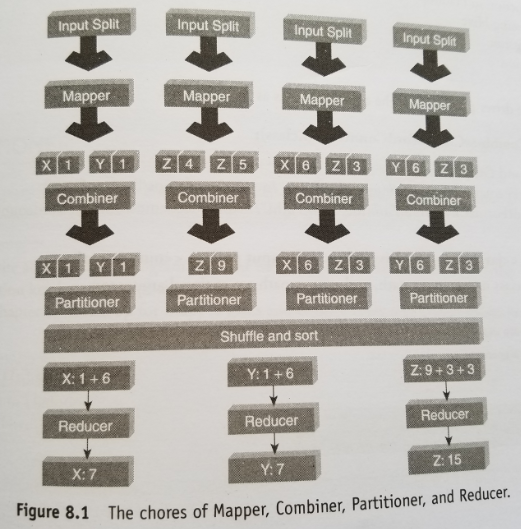 Input Split Input Split Input Split Input Split
Mapper Mapper Mapper Mapper
X 1 Y 1 Z 4 Z 5 X 6 Z 3 Y 6 Z 3
Combiner Combiner Combiner Combiner
X 1 Y 1 Z 9 X 6 Z 3 Y 6 Z 3
Partitioner Partitioner Partitioner Partitioner
Shuffle and sort
X: 1 + 6 Y: 1 + 6 Z: 9 + 3 + 3
Reducer Reducer Reducer
X: 7 Y: 7 Z: 15
Figure 8.1 The chores of Mapper, Combiner, Partitioner, and Reducer.